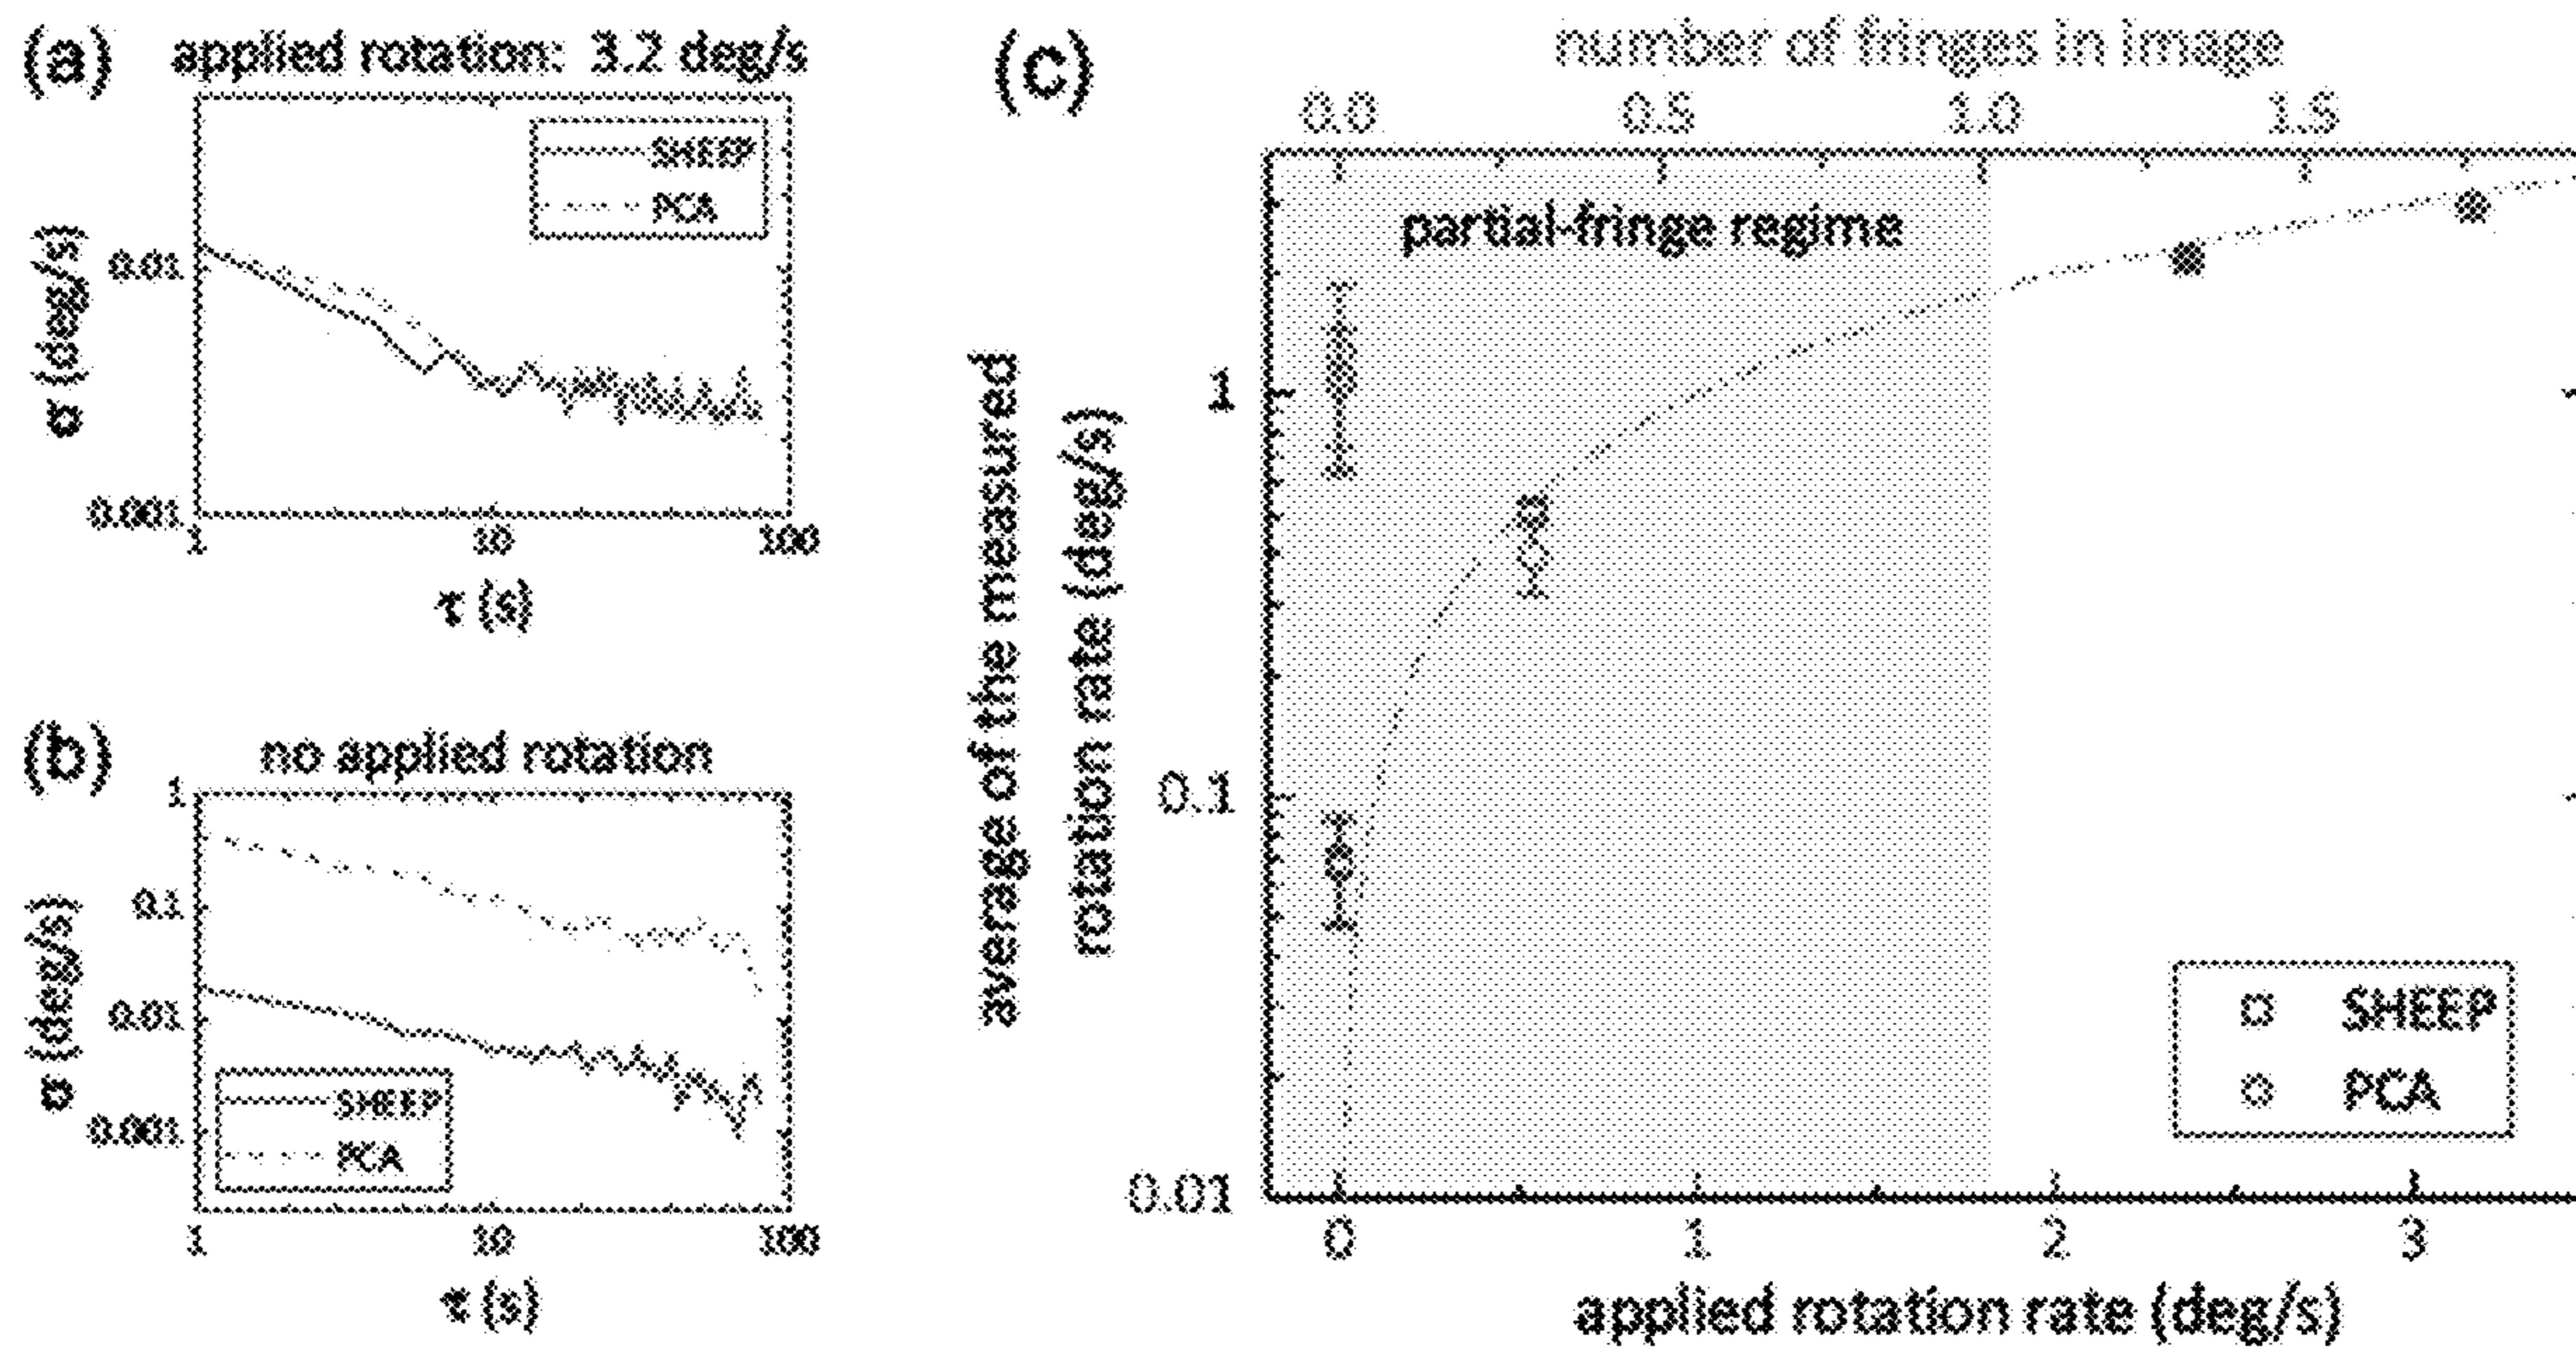 (a)
applied rotation: 3.2 deg/s
SHEEP
PCA
σ (deg/s)
0.01
0.001
1 10 100
τ (s)
(b)
no applied rotation
1
0.1
0.01
0.001
σ (deg/s)
SHEEP
PCA
1 10 100
τ (s)
(c)
number of fringes in image
0.0 0.5 1.0 1.5
partial-fringe regime
average of the measured
rotation rate (deg/s)
1
0.1
0.01
SHEEP
PCA
0 1 2 3
applied rotation rate (deg/s)